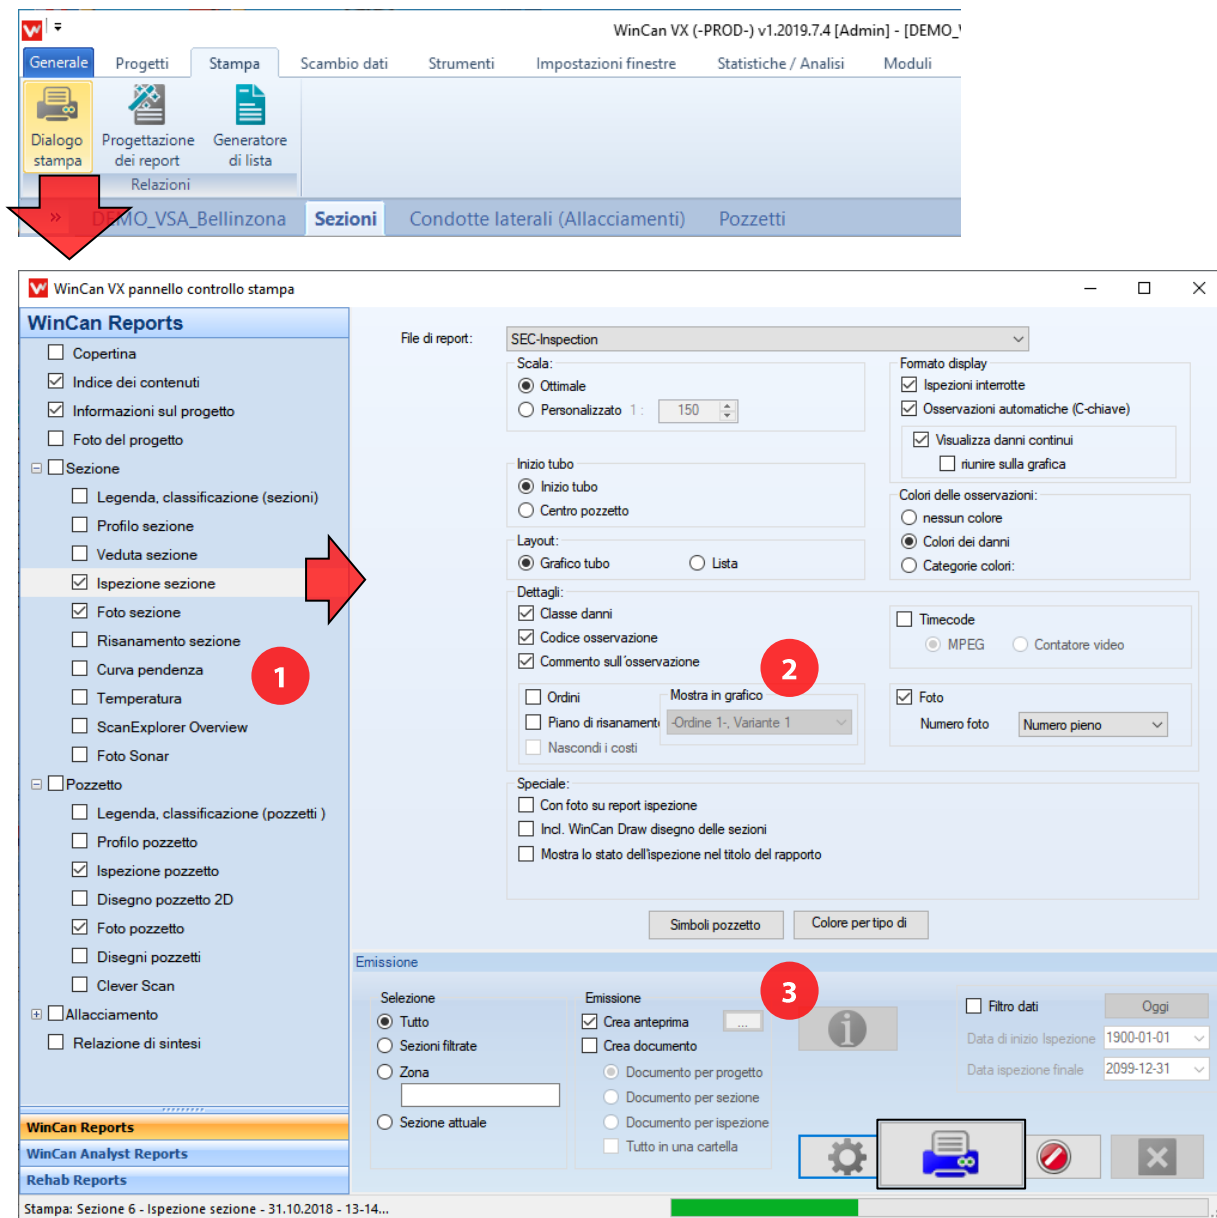 WinCan VX (-PROD-) v1.2019.7.4 [Admin] - [DEMO_
Generale Progetti Stampa Scambio dati Strumenti Impostazioni finestre Statistiche / Analisi Moduli
Dialogo stampa
Progettazione dei report
Generatore di lista
Relazioni
» DEMO_VSA_Bellinzona Sezioni Condotte laterali (Allacciamenti) Pozzetti
WinCan VX pannello controllo stampa
WinCan Reports
Copertina
Indice dei contenuti
Informazioni sul progetto
Foto del progetto
Sezione
Legenda, classificazione (sezioni)
Profilo sezione
Veduta sezione
Ispezione sezione
Foto sezione
Risanamento sezione
Curva pendenza
1
Temperatura
ScanExplorer Overview
Foto Sonar
Pozzetto
Legenda, classificazione (pozzetti )
Profilo pozzetto
Ispezione pozzetto
Disegno pozzetto 2D
Foto pozzetto
Disegni pozzetti
Clever Scan
Allacciamento
Relazione di sintesi
WinCan Reports
WinCan Analyst Reports
Rehab Reports
File di report: SEC-Inspection
Scala:
Ottimale
Personalizzato 1 : 150
Inizio tubo
Inizio tubo
Centro pozzetto
Layout:
Grafico tubo Lista
Formato display
Ispezioni interrotte
Osservazioni automatiche (C-chiave)
Visualizza danni continui
riunire sulla grafica
Colori delle osservazioni:
nessun colore
Colori dei danni
Categorie colori:
Dettagli:
Classe danni
Codice osservazione
Commento sull´osservazione
2
Timecode
MPEG Contatore video
Ordini
Piano di risanament
Nascondi i costi
Mostra in grafico
-Ordine 1-, Variante 1
Foto
Numero foto Numero pieno
Speciale:
Con foto su report ispezione
Incl. WinCan Draw disegno delle sezioni
Mostra lo stato dell'ispezione nel titolo del rapporto
Simboli pozzetto Colore per tipo di
Emissione
Selezione
Tutto
Sezioni filtrate
Zona
Sezione attuale
Emissione
Crea anteprima ...
Crea documento
Documento per progetto
Documento per sezione
Documento per ispezione
Tutto in una cartella
3
Filtro dati Oggi
Data di inizio Ispezione 1900-01-01
Data ispezione finale 2099-12-31
Stampa: Sezione 6 - Ispezione sezione - 31.10.2018 - 13-14...